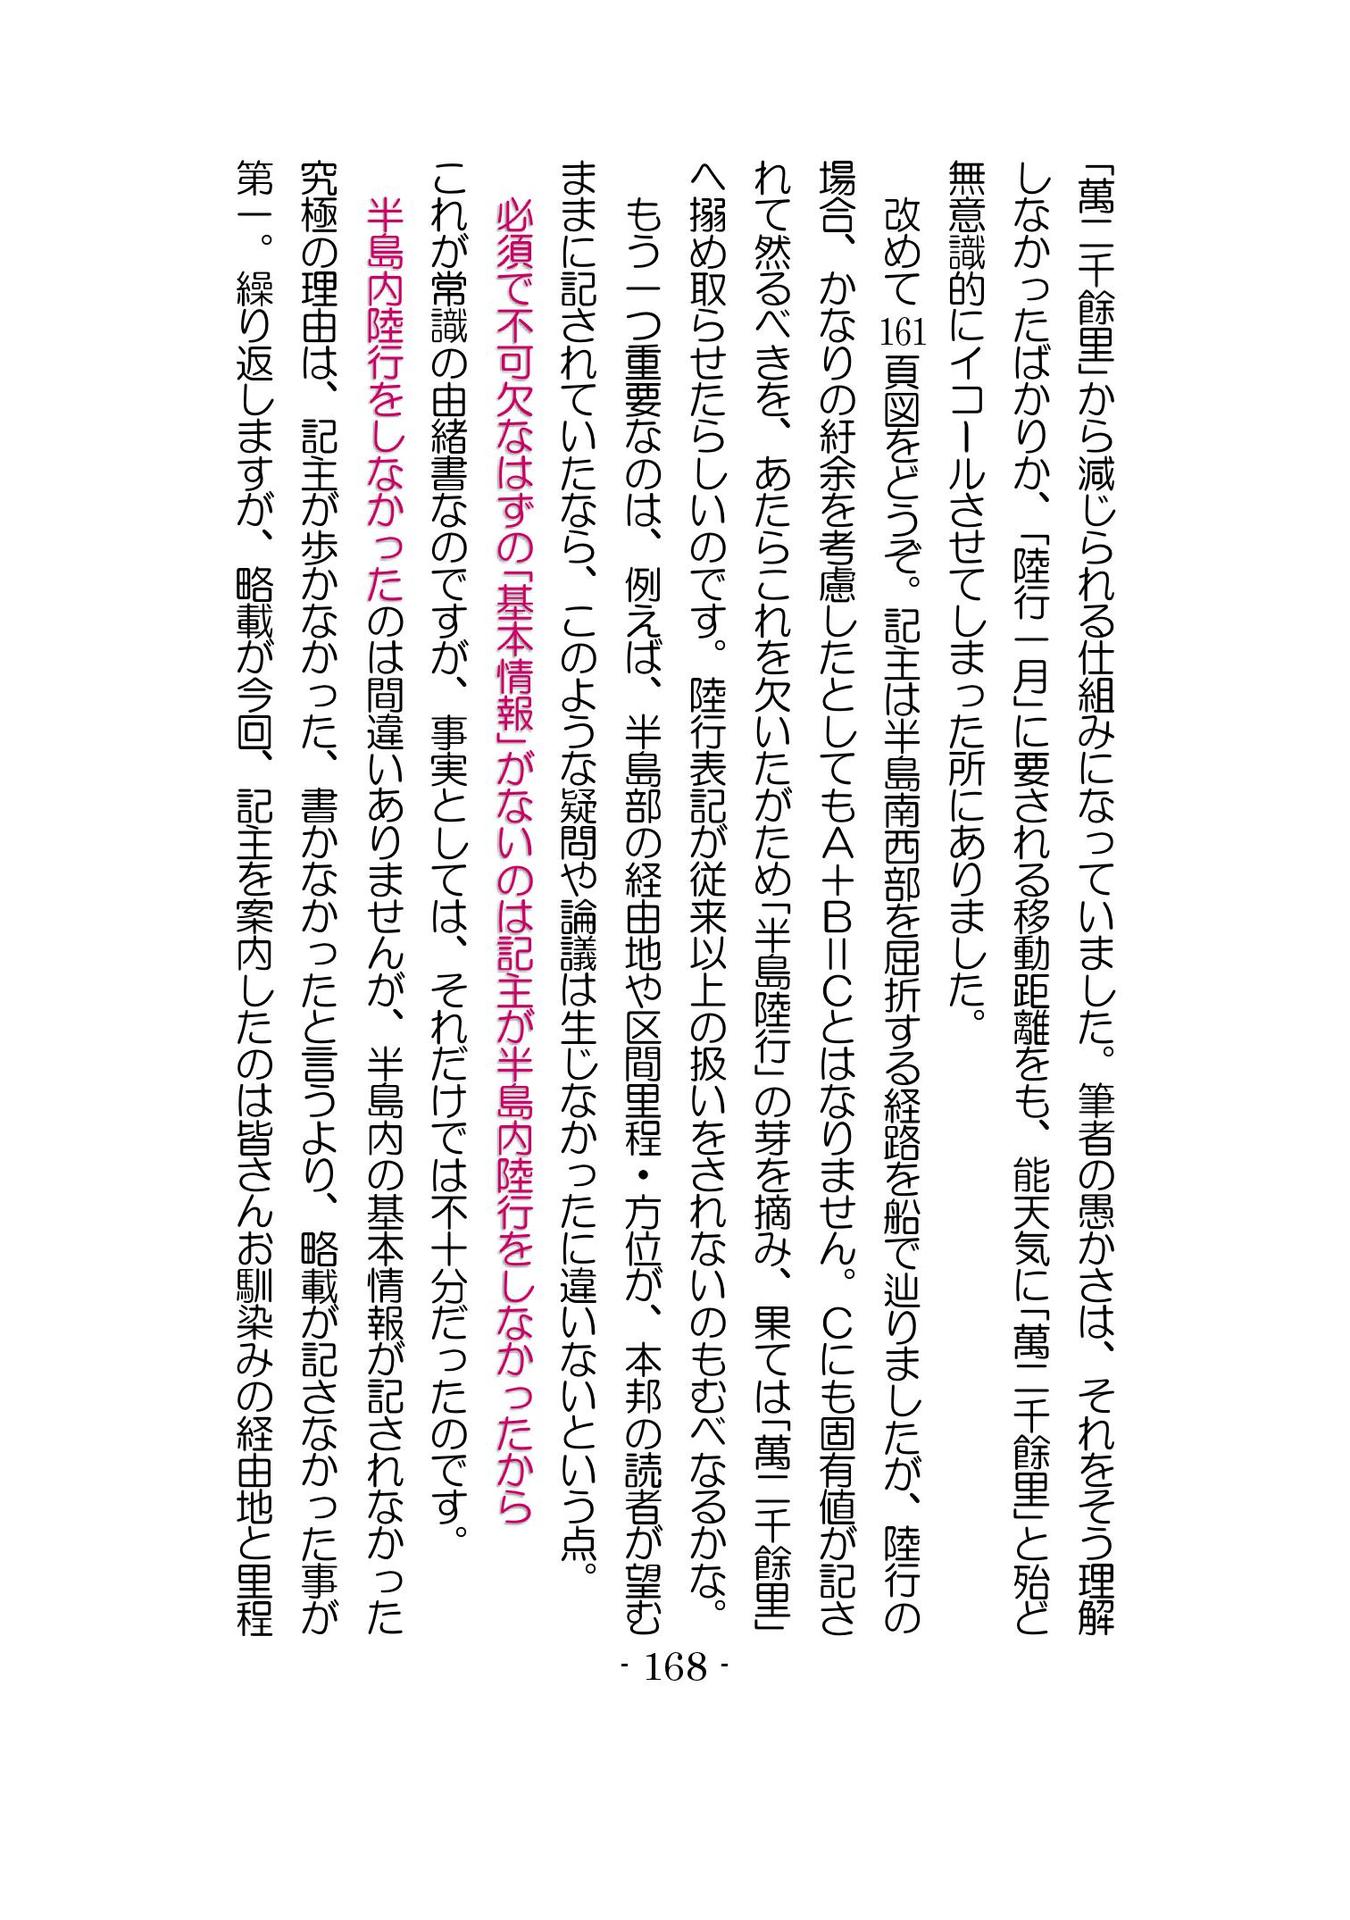 「萬二千餘里」から減じられる仕組みになっていました。筆者の愚かさは、それをそう理解
しなかったばかりか、「陸行一月」に要される移動距離をも、能天気に「萬二千餘里」と殆ど
無意識的にイコールさせてしまった所にありました。
改めて161頁図をどうぞ。記主は半島南西部を屈折する経路を船で辿りましたが、陸行の
場合、かなりの紆余を考慮したとしてもA+B=Cとはなりません。Cにも固有値が記さ
れて然るべきを、あたらこれを欠いたがため「半島陸行」の芽を摘み、果ては「萬二千餘里」
へ搦め取らせたらしいのです。陸行表記が従来以上の扱いをされないのもむべなるかな。
もう一つ重要なのは、例えば、半島部の経由地や区間里程・方位が、本邦の読者が望む
ままに記されていたなら、このような疑問や論議は生じなかったに違いないという点。
必須で不可欠なはずの「基本情報」がないのは記主が半島内陸行をしなかったから
これが常識の由緒書なのですが、事実としては、それだけでは不十分だったのです。
半島内陸行をしなかったのは間違いありませんが、半島内の基本情報が記されなかった
究極の理由は、記主が歩かなかった、書かなかったと言うより、略載が記さなかった事が
第一。繰り返しますが、略載が今回、記主を案内したのは皆さんお馴染みの経由地と里程
- 168 -